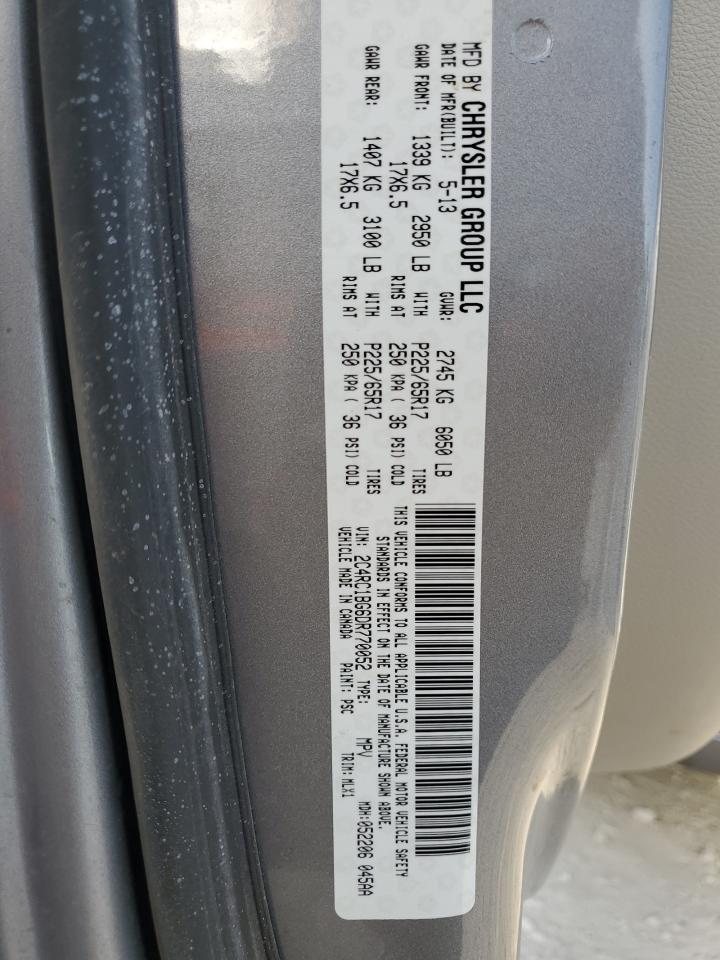 MFD BY CHRYSLER GROUP LLC
DATE OF MFR(BUILT): 5-13 GVWR: 2745 KG 6050 LB
GAWR FRONT: 1339 KG 2950 LB WITH P225/65R17 TIRES
17X6.5 RIMS AT 250 KPA ( 36 PSI) COLD
GAWR REAR: 1407 KG 3100 LB WITH P225/65R17 TIRES
17X6.5 RIMS AT 250 KPA ( 36 PSI) COLD
THIS VEHICLE CONFORMS TO ALL APPLICABLE U.S.A. FEDERAL MOTOR VEHICLE SAFETY
STANDARDS IN EFFECT ON THE DATE OF MANUFACTURE SHOWN ABOVE.
VIN: 2C4RC1BG6DR770052 TYPE: MPV MDH:052206 045AA
VEHICLE MADE IN CANADA PAINT: PSC TRIM:MLX1